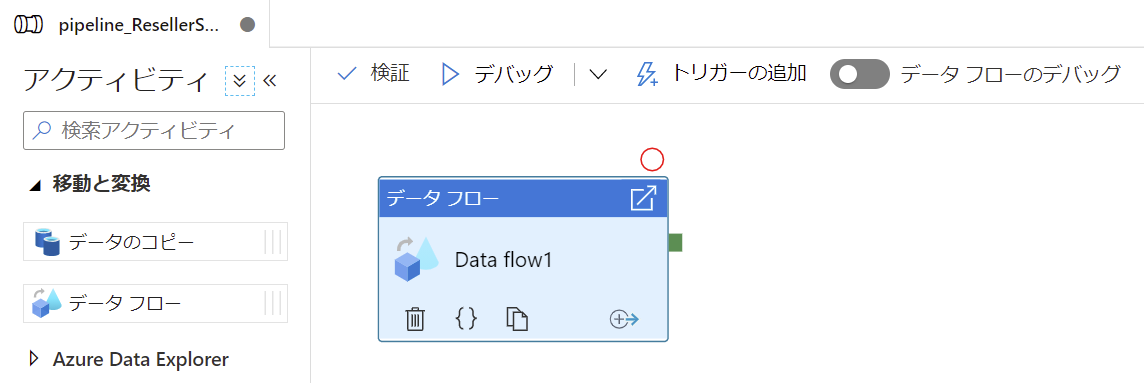 pipeline_ResellerS...
アクティビティ
検証
デバッグ
トリガーの追加
データ フローのデバッグ
検索アクティビティ
移動と変換
データのコピー
データ フロー
Azure Data Explorer
データ フロー
Data flow1